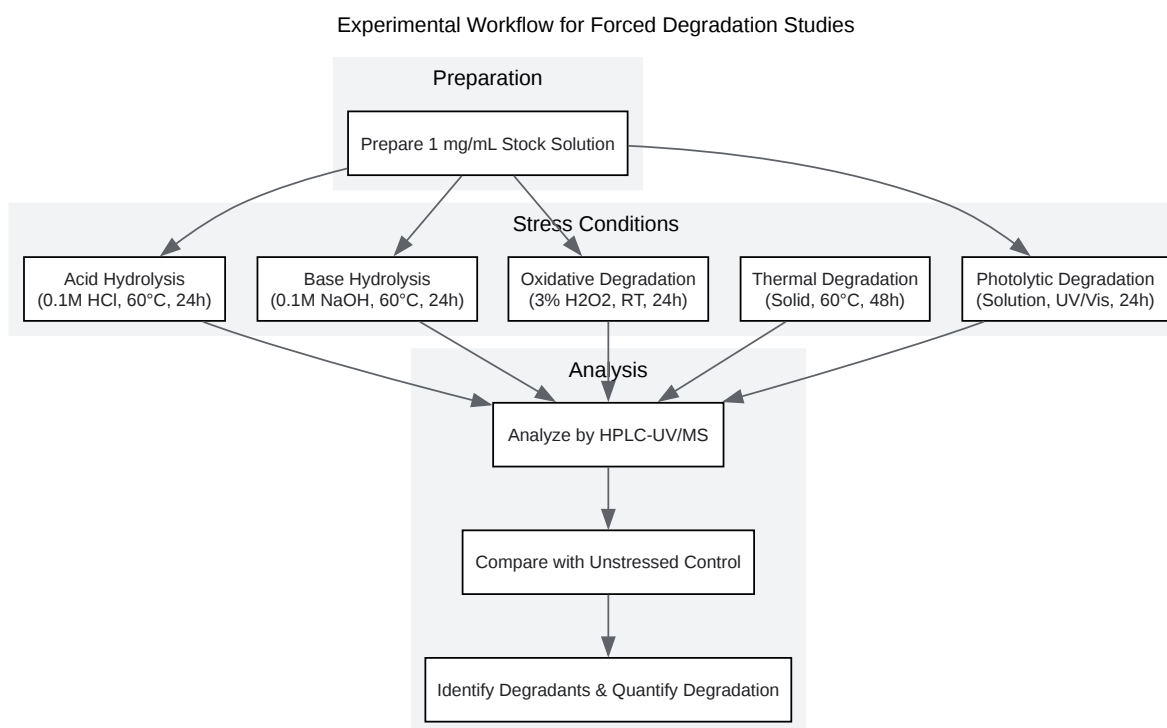 Experimental Workflow for Forced Degradation Studies
Preparation
Prepare 1 mg/mL Stock Solution
Stress Conditions
Acid Hydrolysis
(0.1M HCl, 60°C, 24h)
Base Hydrolysis
(0.1M NaOH, 60°C, 24h)
Oxidative Degradation
(3% H2O2, RT, 24h)
Thermal Degradation
(Solid, 60°C, 48h)
Photolytic Degradation
(Solution, UV/Vis, 24h)
Analysis
Analyze by HPLC-UV/MS
Compare with Unstressed Control
Identify Degradants & Quantify Degradation